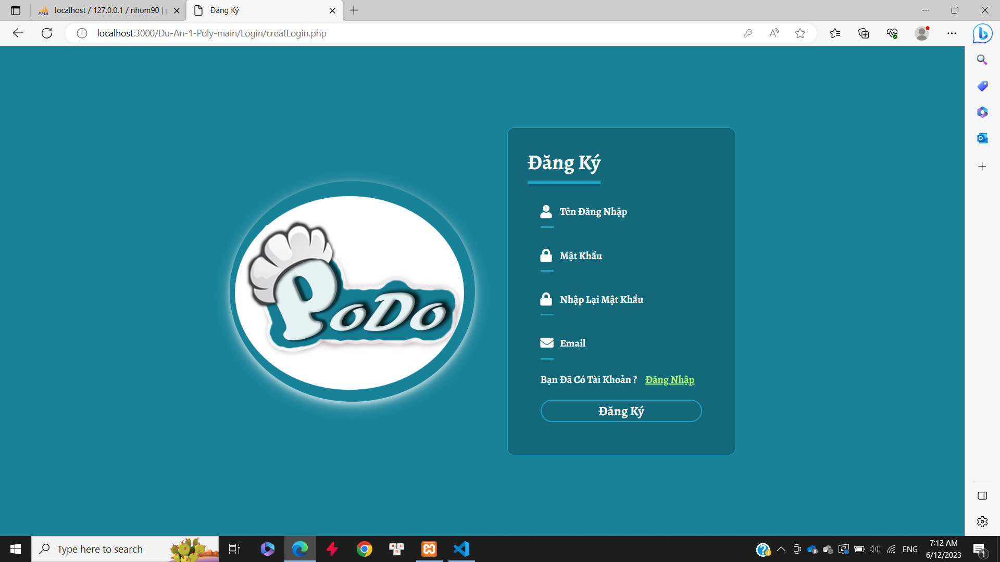 localhost / 127.0.0.1 / nhom90 |
Đăng Ký
localhost:3000/Du-An-1-Poly-main/Login/creatLogin.php
PoDo
Đăng Ký
Tên Đăng Nhập
Mật Khẩu
Nhập Lại Mật Khẩu
Email
Bạn Đã Có Tài Khoản ? Đăng Nhập
Đăng Ký
Type here to search
ENG
7:12 AM
6/12/2023
1